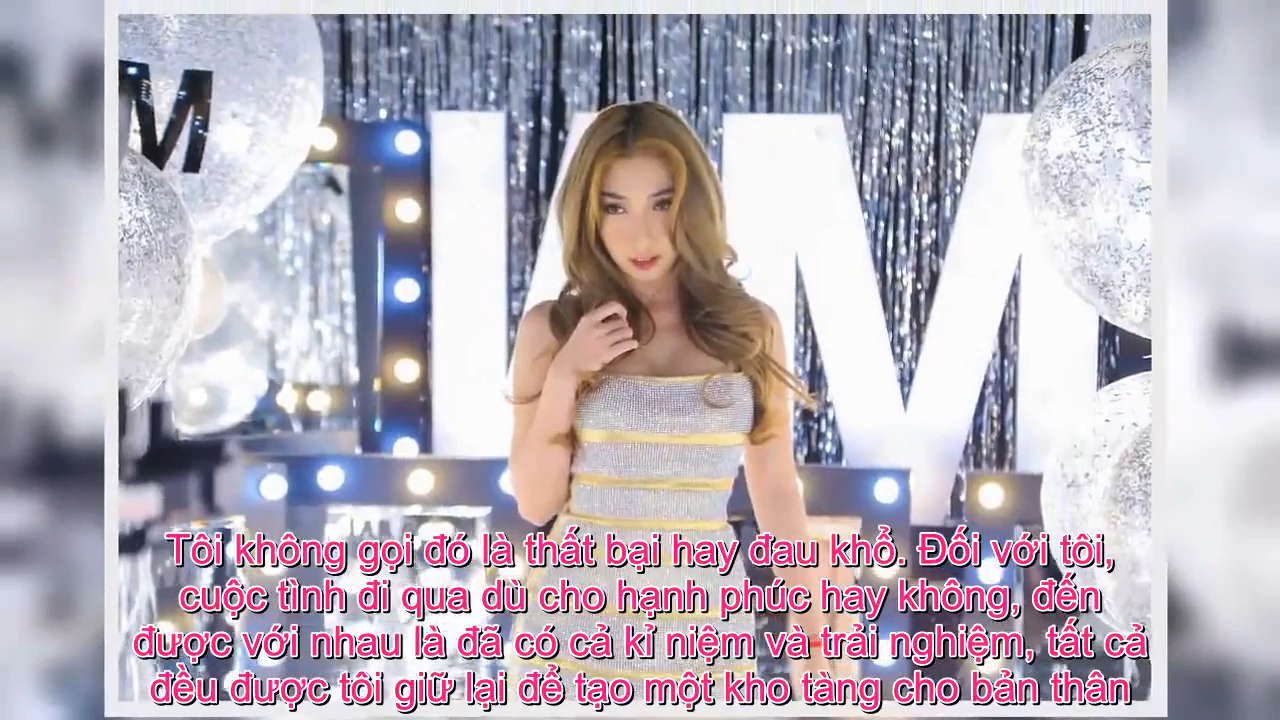 M
I AM
Tôi không gọi đó là thất bại hay đau khổ. Đối với tôi,
cuộc tình đi qua dù cho hạnh phúc hay không, đến
được với nhau là đã có cả kỉ niệm và trải nghiệm, tất cả
đều được tôi giữ lại để tạo một kho tàng cho bản thân